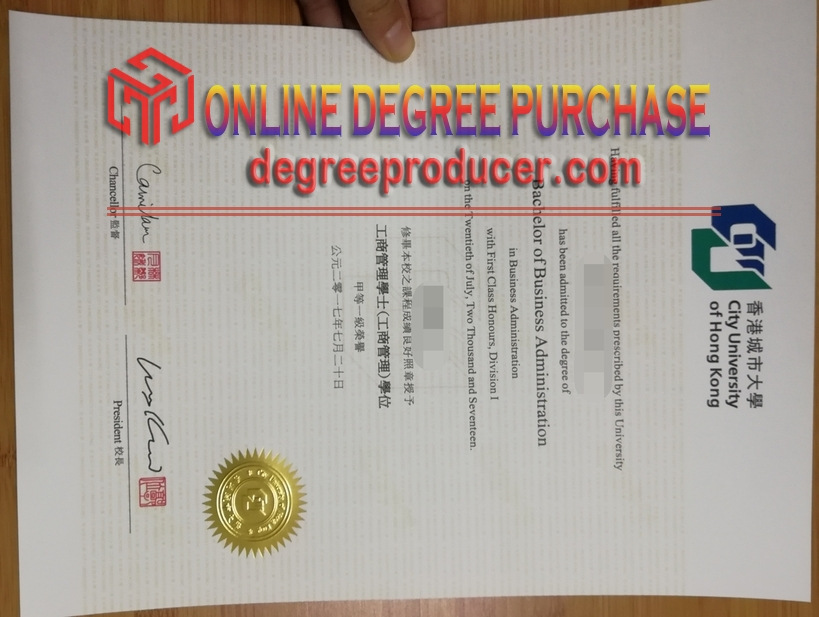 ONLINE DEGREE PURCHASE
degreeproducer.com
香港城市大學
City University
of Hong Kong
Having fulfilled all the requirements prescribed by this University
has been admitted to the degree of
Bachelor of Business Administration
in Business Administration
with First Class Honours, Division I
on the Twentieth of July, Two Thousand and Seventeen.
修畢本校之課程成績良好照章授予
工商管理學士(工商管理)學位
甲等一級榮譽
公元二零一七年七月二十日
Chancellor 監督
President 校長